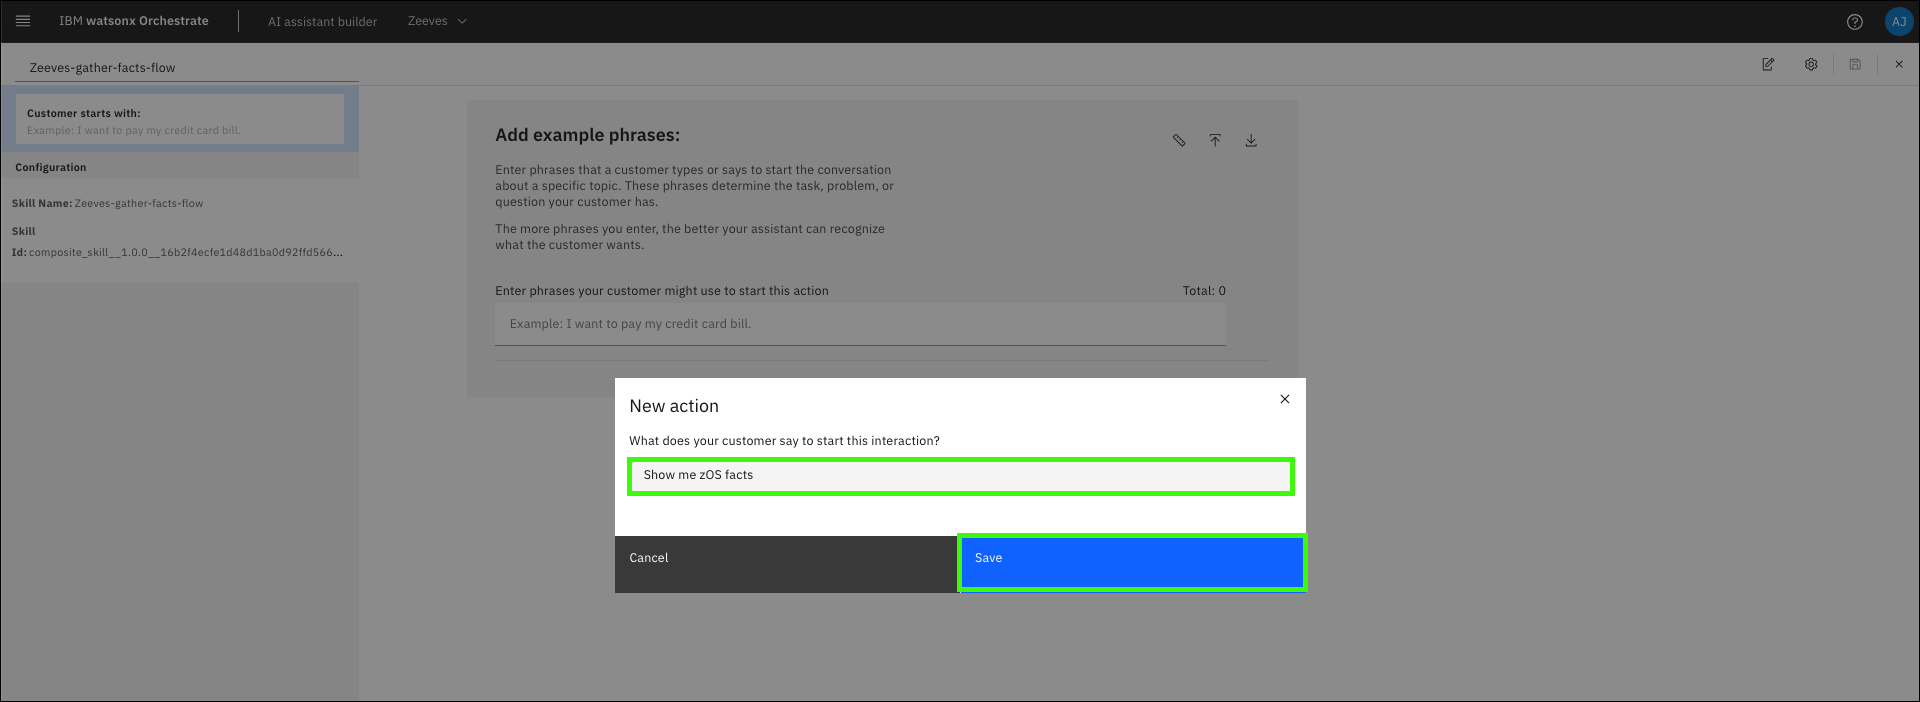 IBM watsonx Orchestrate
AI assistant builder
Zeeves
AJ
Zeeves-gather-facts-flow
Customer starts with:
Example: I want to pay my credit card bill.
Configuration
Skill Name: Zeeves-gather-facts-flow
Skill
Id: composite_skill__1.0.0__16b2f4ecfe1d48d1ba0d92ffd566...
Add example phrases:
Enter phrases that a customer types or says to start the conversation
about a specific topic. These phrases determine the task, problem, or
question your customer has.
The more phrases you enter, the better your assistant can recognize
what the customer wants.
Enter phrases your customer might use to start this action
Total: 0
Example: I want to pay my credit card bill.
New action
What does your customer say to start this interaction?
Show me zOS facts
Cancel
Save